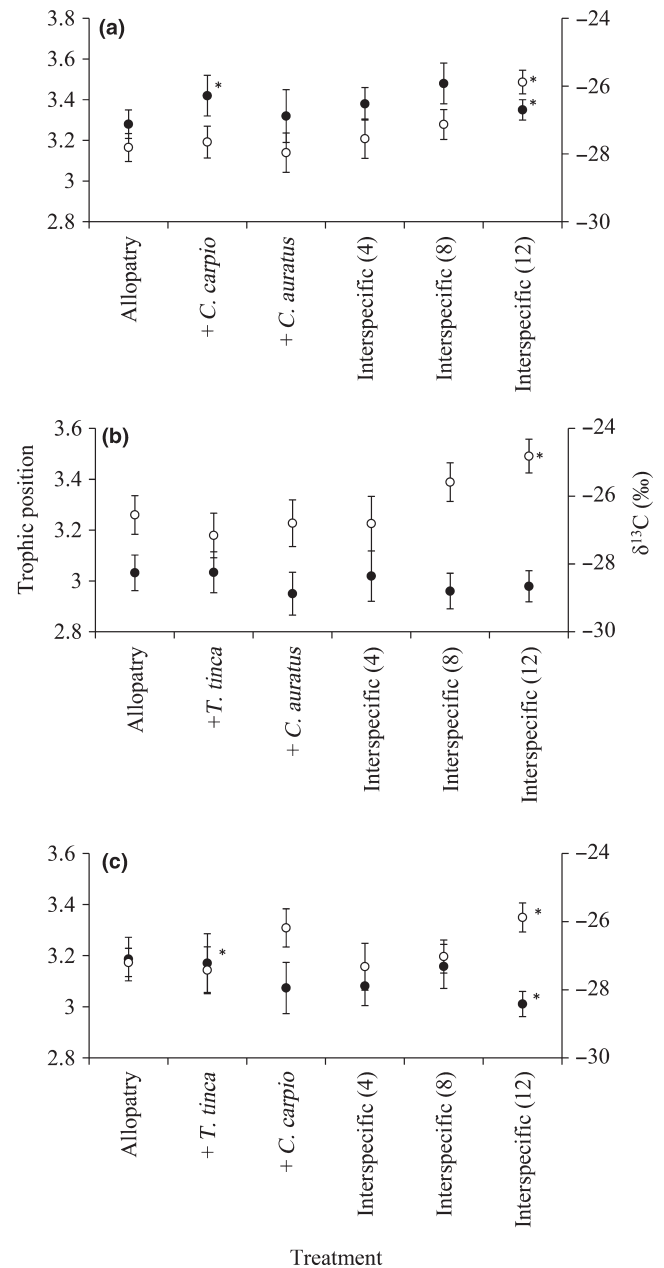 (a)
3.6
3.4
3.2
3
2.8
−24
−26
−28
−30
*
*
*
Allopatry
+ C. carpio
+ C. auratus
Interspecific (4)
Interspecific (8)
Interspecific (12)
(b)
3.6
3.4
3.2
3
2.8
−24
−26
−28
−30
*
Trophic position
δ¹³C (‰)
Allopatry
+T. tinca
+ C. auratus
Interspecific (4)
Interspecific (8)
Interspecific (12)
(c)
3.6
3.4
3.2
3
2.8
−24
−26
−28
−30
*
*
*
Allopatry
+ T. tinca
+ C. carpio
Interspecific (4)
Interspecific (8)
Interspecific (12)
Treatment